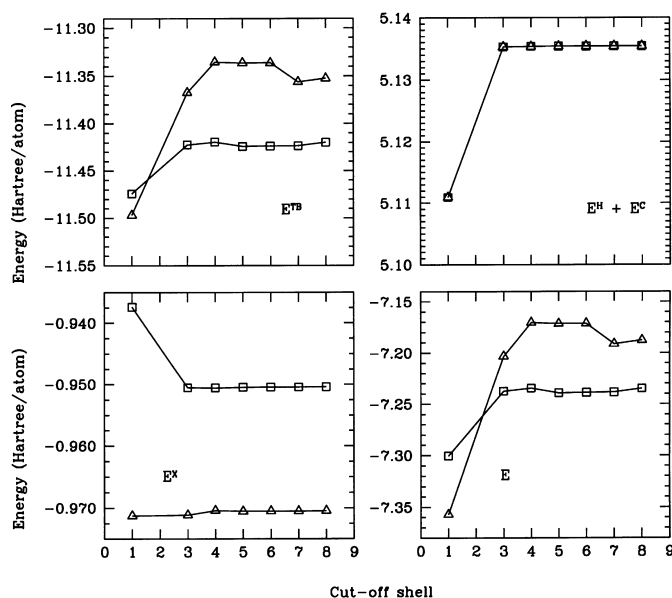 -11.30
-11.35
-11.40
-11.45
-11.50
-11.55
Energy (Hartree/atom)
E^TB
5.14
5.13
5.12
5.11
5.10
E^H + E^C
-0.940
-0.950
-0.960
-0.970
Energy (Hartree/atom)
E^X
0 1 2 3 4 5 6 7 8 9
-7.15
-7.20
-7.25
-7.30
-7.35
E
0 1 2 3 4 5 6 7 8 9
Cut-off shell